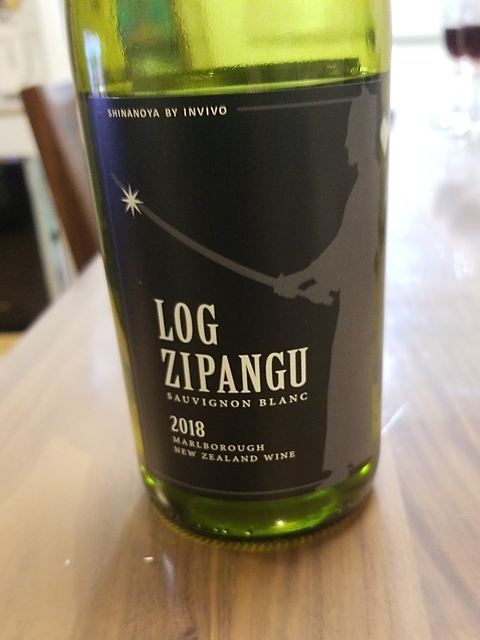 SHINANOYA BY INVIVO
LOG
ZIPANGU
SAUVIGNON BLANC
2018
MARLBOROUGH
NEW ZEALAND WINE